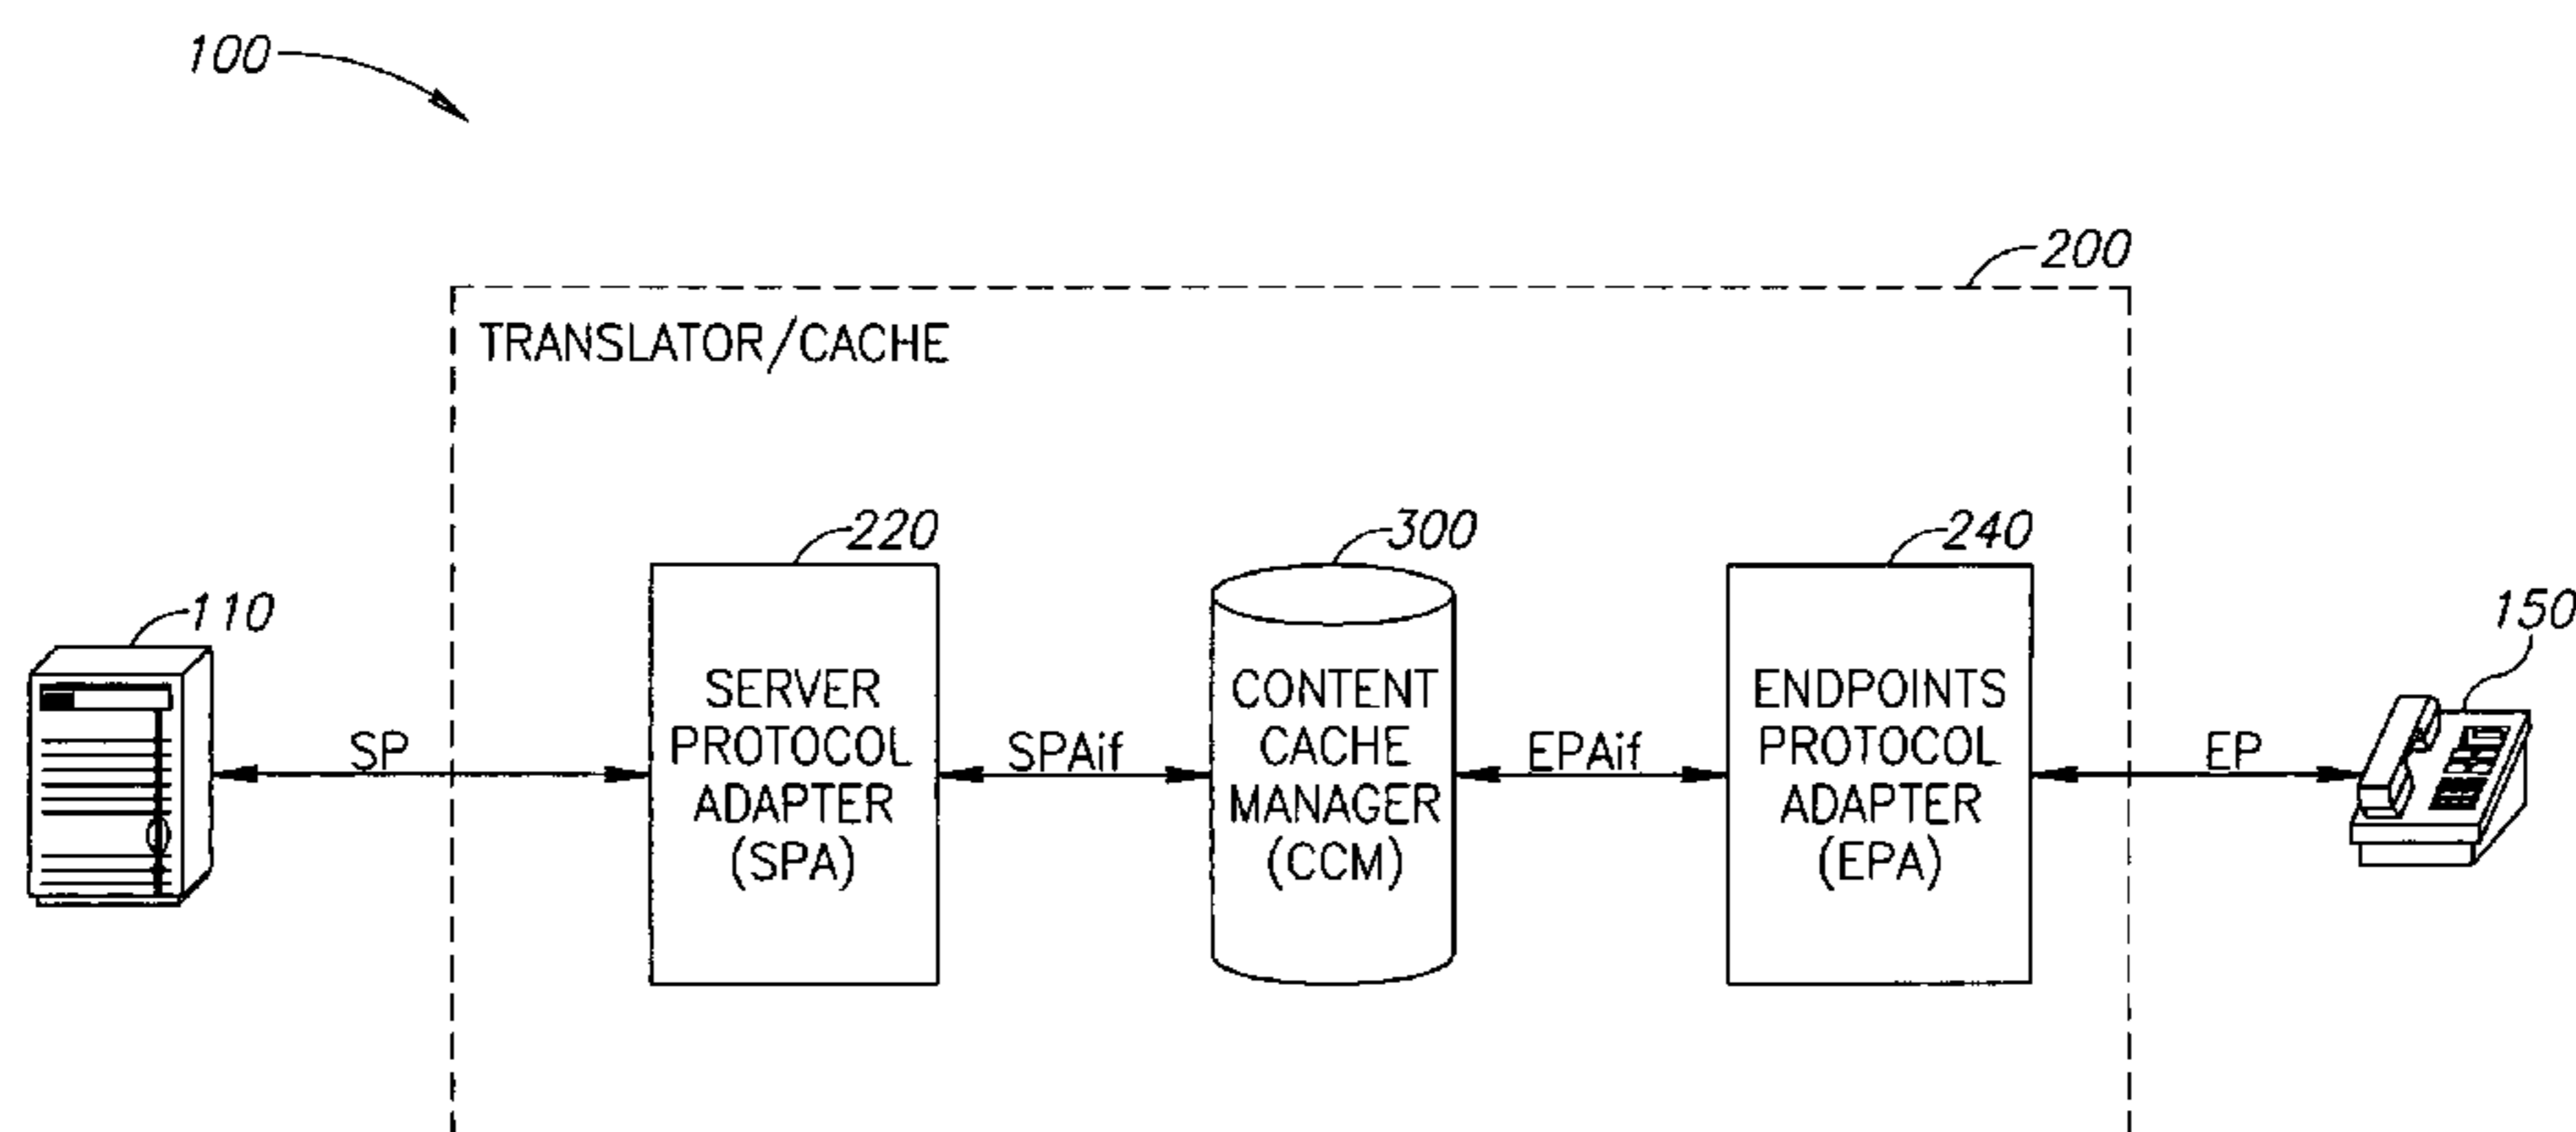 100
200
TRANSLATOR/CACHE
220
300
240
110
150
SERVER
PROTOCOL
ADAPTER
(SPA)
CONTENT
CACHE
MANAGER
(CCM)
ENDPOINTS
PROTOCOL
ADAPTER
(EPA)
SP
SPAif
EPAif
EP